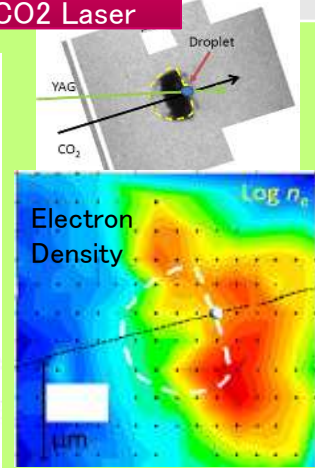 CO2 Laser
Droplet
YAG
CO₂
Log nₑ
Electron
Density
μm